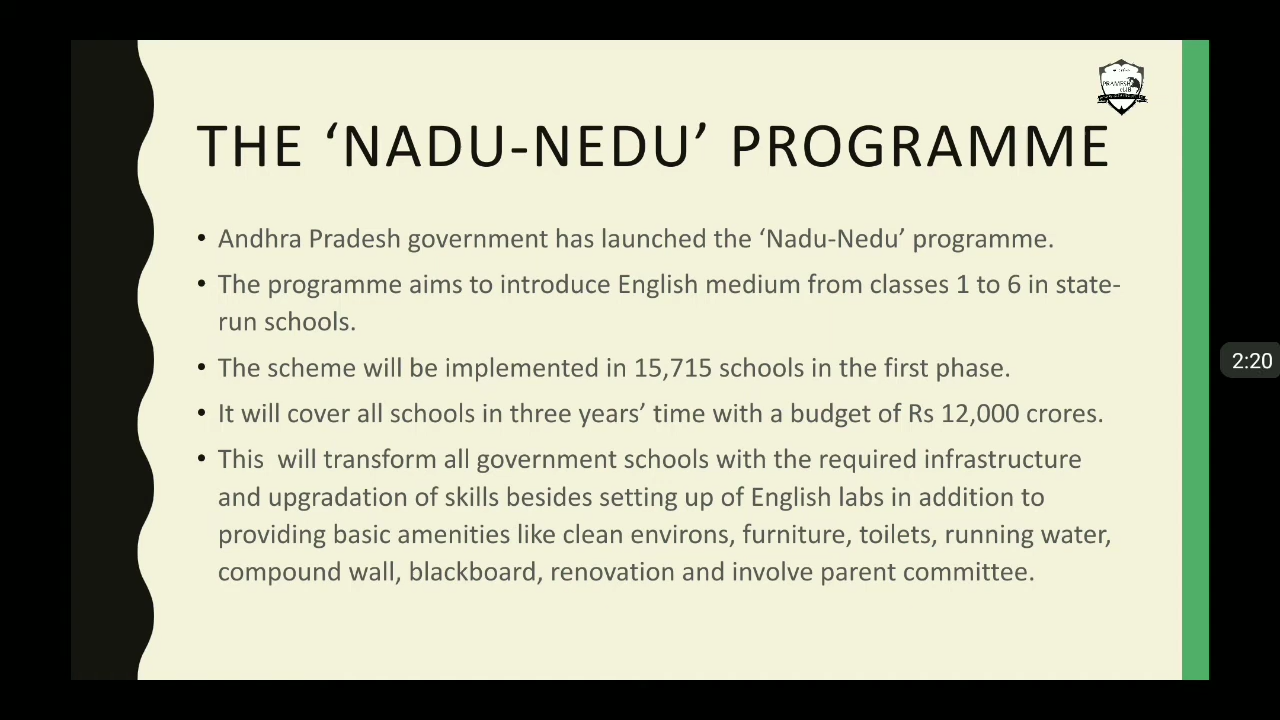 PRAMESH
CLUB
THE ‘NADU-NEDU’ PROGRAMME
• Andhra Pradesh government has launched the ‘Nadu-Nedu’ programme.
• The programme aims to introduce English medium from classes 1 to 6 in state-
run schools.
• The scheme will be implemented in 15,715 schools in the first phase.
2:20
• It will cover all schools in three years’ time with a budget of Rs 12,000 crores.
• This will transform all government schools with the required infrastructure
and upgradation of skills besides setting up of English labs in addition to
providing basic amenities like clean environs, furniture, toilets, running water,
compound wall, blackboard, renovation and involve parent committee.